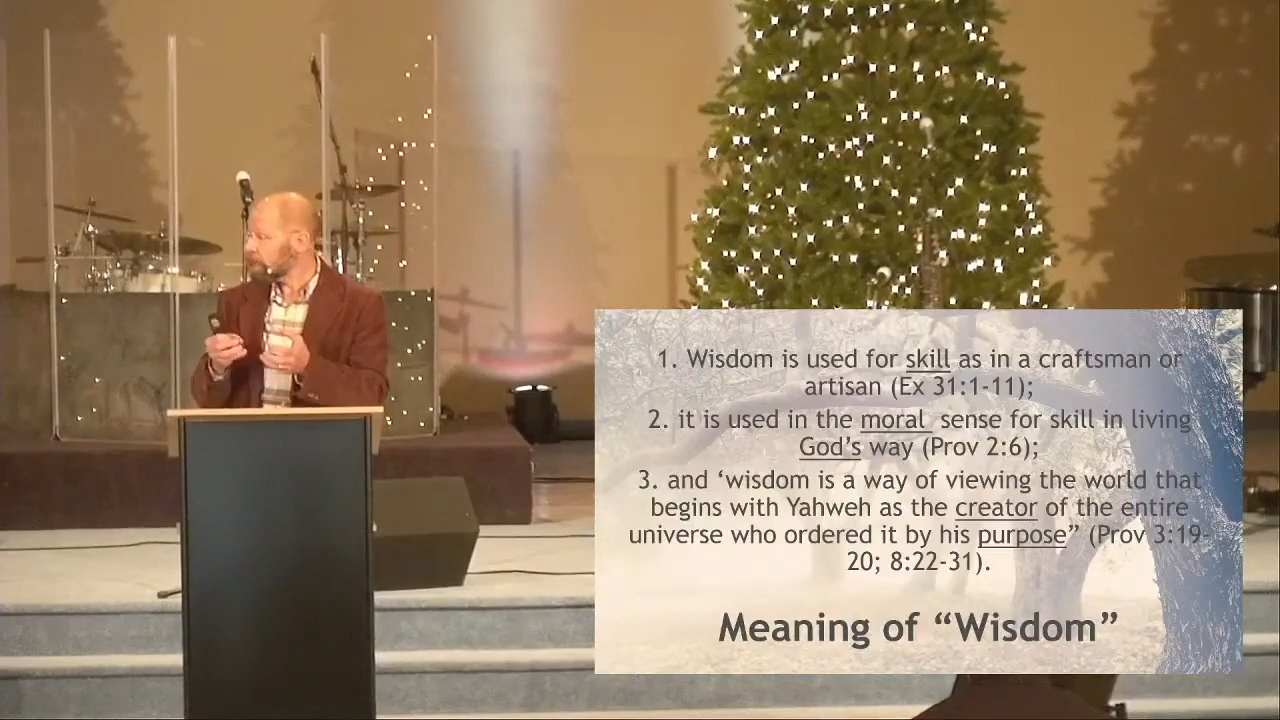 1. Wisdom is used for skill as in a craftsman or
artisan (Ex 31:1-11);
2. it is used in the moral  sense for skill in living
God’s way (Prov 2:6);
3. and ‘wisdom is a way of viewing the world that
begins with Yahweh as the creator of the entire
universe who ordered it by his purpose” (Prov 3:19-
20; 8:22-31).
Meaning of “Wisdom”